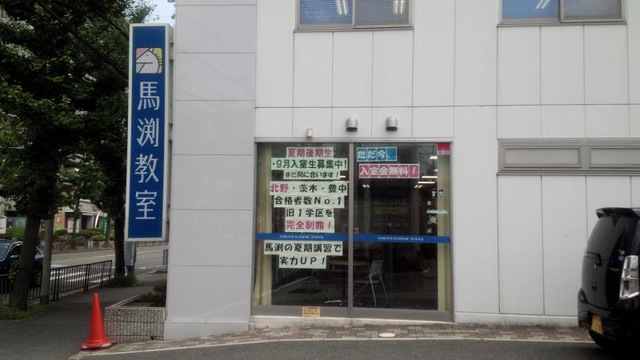 馬渕教室
夏期後期生
・9月入室生募集中!
まだ間に合います!
北野・茨木・豊中
合格者数No.1
旧1学区を
完全制覇!
馬渕の夏期講習で
実力UP!
ただ今、
入室金無料!